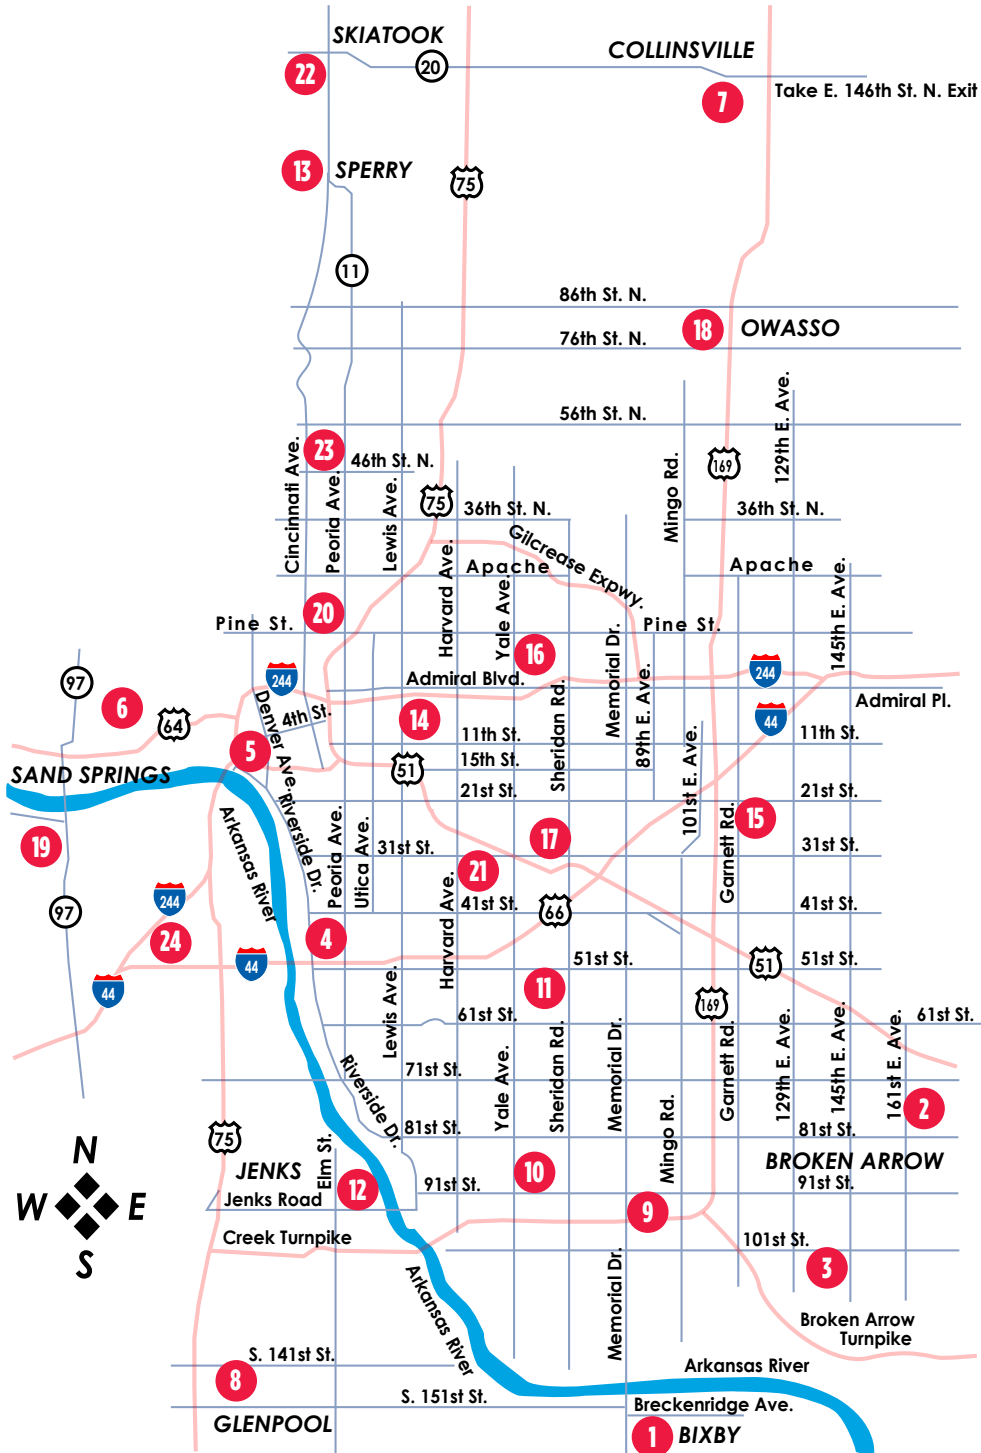 SKIATOOK
COLLINSVILLE
20
22
7
Take E. 146th St. N. Exit
13
SPERRY
75
11
86th St. N.
18
OWASSO
76th St. N.
129th E. Ave.
56th St. N.
Cincinnati Ave.
23
46th St. N.
Peoria Ave.
Lewis Ave.
Mingo Rd.
169
75
36th St. N.
36th St. N.
Gilcrease Expwy.
Harvard Ave.
Apache
Apache
Yale Ave.
145th E. Ave.
20
Pine St.
Pine St.
Memorial Dr.
16
244
244
97
Admiral Blvd.
Admiral Pl.
6
64
Denver Ave.
4th St.
14
Sheridan Rd.
89th E. Ave.
44
11th St.
11th St.
101st E. Ave.
5
51
15th St.
SAND SPRINGS
21st St.
21st St.
Arkansas River
Riverside Dr.
Peoria Ave.
Utica Ave.
Garnett Rd.
15
17
19
31st St.
31st St.
21
Harvard Ave.
244
97
41st St.
66
41st St.
24
4
44
44
51st St.
51
51st St.
11
Lewis Ave.
169
61st St.
61st St.
Riverside Dr.
Yale Ave.
Sheridan Rd.
Memorial Dr.
Garnett Rd.
129th E. Ave.
145th E. Ave.
161st E. Ave.
71st St.
Mingo Rd.
2
75
81st St.
81st St.
N
W E
S
JENKS
Elm St.
12
10
BROKEN ARROW
Jenks Road
91st St.
91st St.
9
Creek Turnpike
101st St.
3
Arkansas River
Memorial Dr.
Broken Arrow
Turnpike
S. 141st St.
Arkansas River
8
S. 151st St.
Breckenridge Ave.
GLENPOOL
1
BIXBY